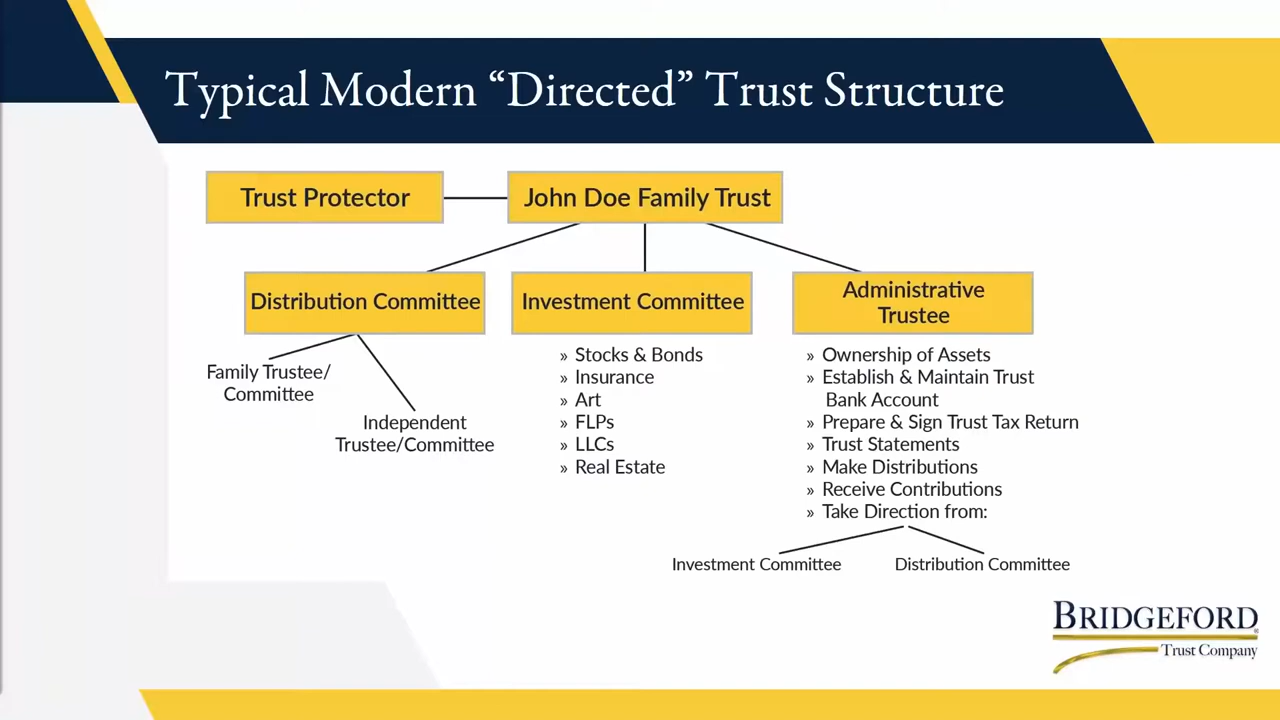 Typical Modern “Directed” Trust Structure
Trust Protector
John Doe Family Trust
Distribution Committee
Investment Committee
Administrative
Trustee
Family Trustee/
Committee
Independent
Trustee/Committee
» Stocks & Bonds
» Insurance
» Art
» FLPs
» LLCs
» Real Estate
» Ownership of Assets
» Establish & Maintain Trust
Bank Account
» Prepare & Sign Trust Tax Return
» Trust Statements
» Make Distributions
» Receive Contributions
» Take Direction from:
Investment Committee
Distribution Committee
BRIDGEFORD®
Trust Company